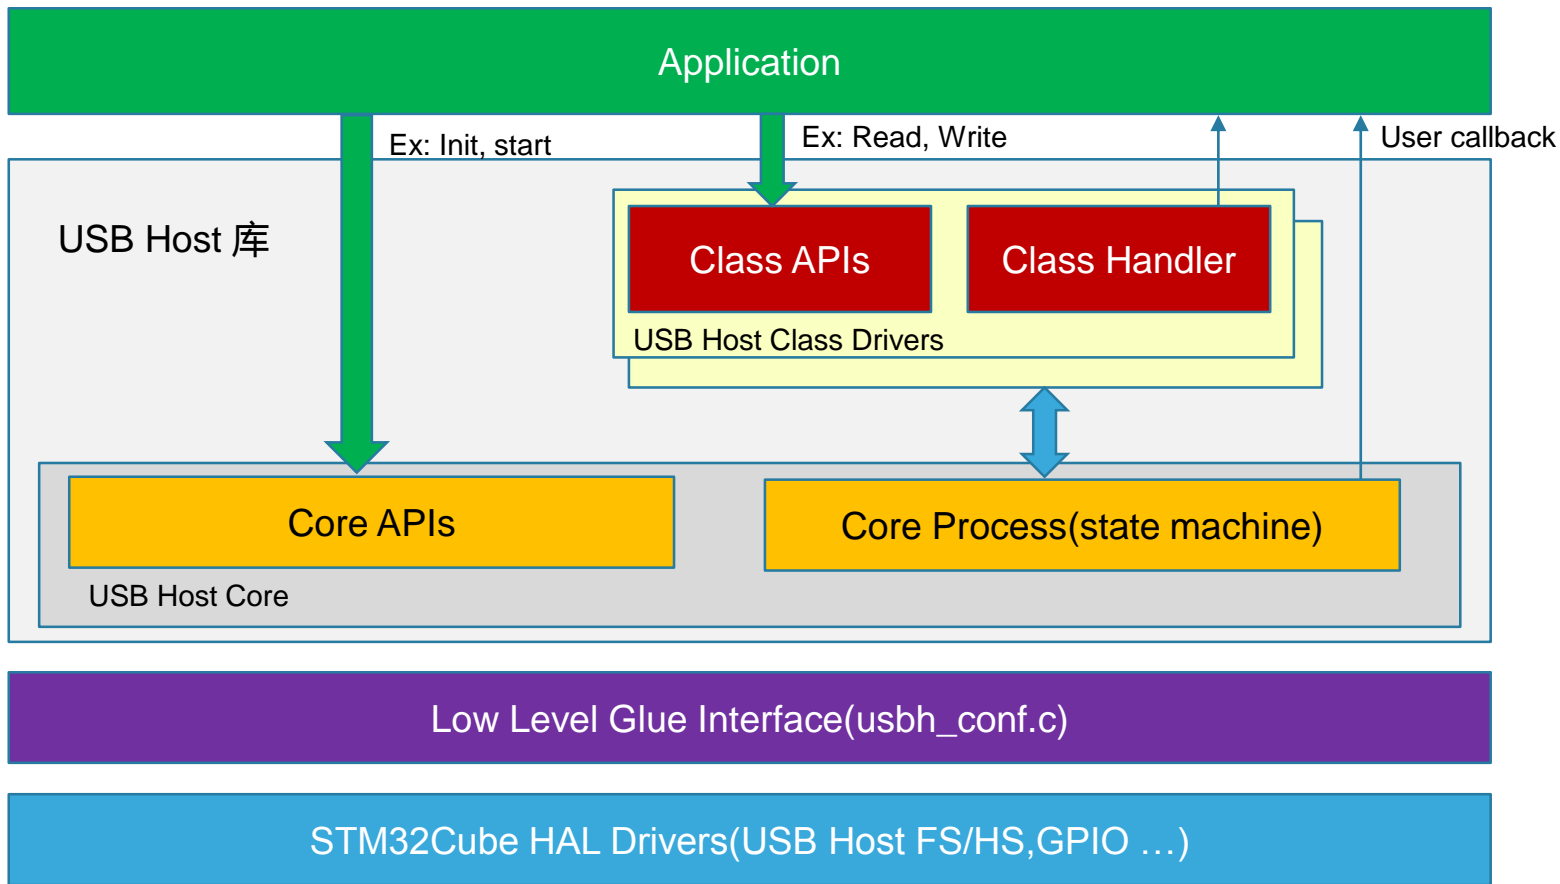 Application
Ex: Init, start
Ex: Read, Write
User callback
USB Host 库
Class APIs
Class Handler
USB Host Class Drivers
Core APIs
Core Process(state machine)
USB Host Core
Low Level Glue Interface(usbh_conf.c)
STM32Cube HAL Drivers(USB Host FS/HS,GPIO …)